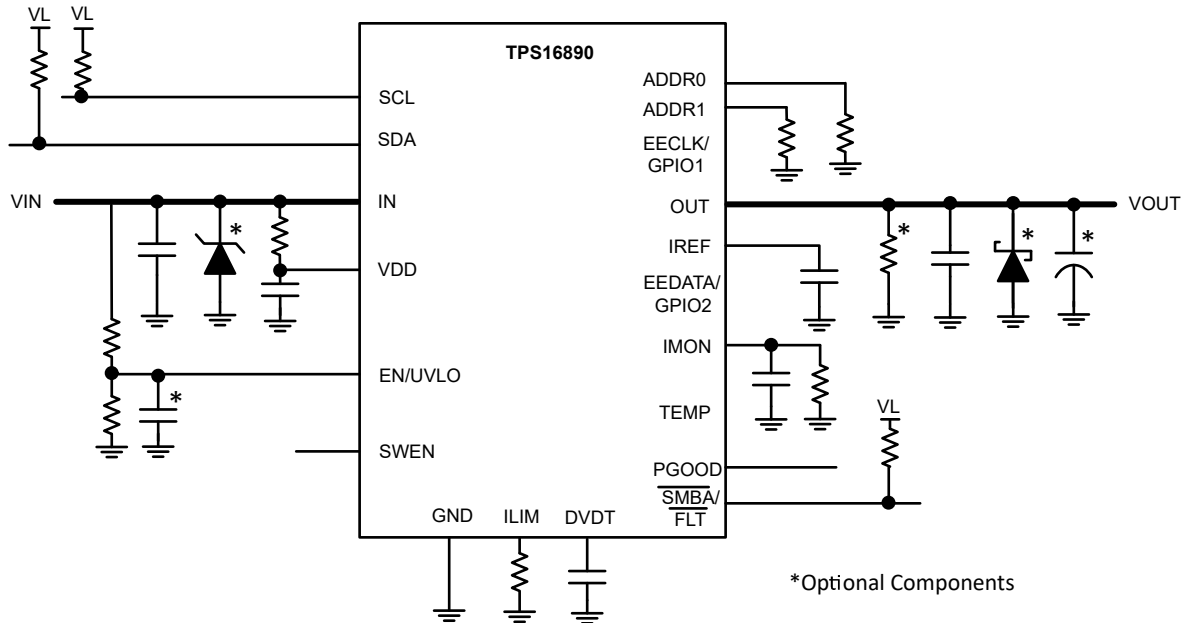 VL
VL
TPS16890
SCL
SDA
VIN
IN
VDD
EN/UVLO
SWEN
GND
ILIM
DVDT
ADDR0
ADDR1
EECLK/
GPIO1
OUT
VOUT
IREF
EEDATA/
GPIO2
IMON
TEMP
VL
PGOOD
SMBA/
FLT
*
*
*
*
*
*Optional Components